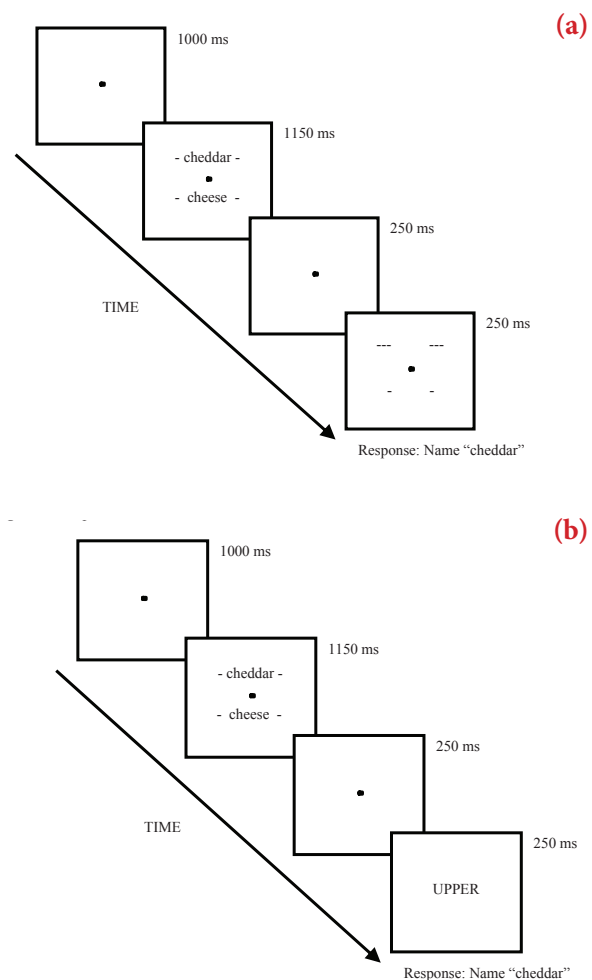 (a)
1000 ms
1150 ms
- cheddar -
- cheese -
250 ms
TIME
250 ms
--- ---
- -
Response: Name “cheddar”
(b)
1000 ms
1150 ms
- cheddar -
- cheese -
250 ms
TIME
250 ms
UPPER
Response: Name “cheddar”